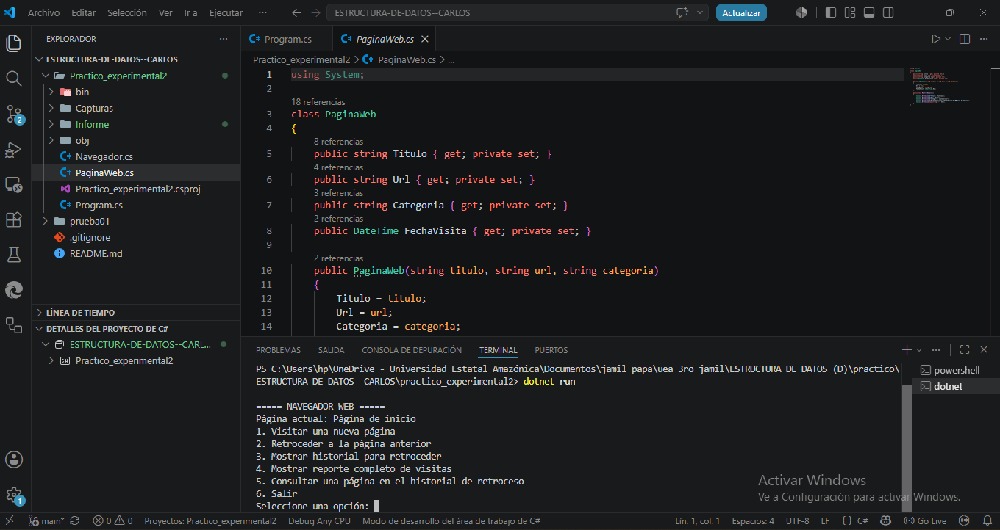 Archivo Editar Selección Ver Ir a Ejecutar ··· ESTRUCTURA-DE-DATOS--CARLOS Actualizar
EXPLORADOR ···
ESTRUCTURA-DE-DATOS--CARLOS
Practico_experimental2
bin
Capturas
Informe
obj
Navegador.cs
PaginaWeb.cs
Practico_experimental2.csproj
Program.cs
prueba01
.gitignore
README.md
LÍNEA DE TIEMPO
DETALLES DEL PROYECTO DE C#
ESTRUCTURA-DE-DATOS--CARL...
Practico_experimental2
2
1
Program.cs PaginaWeb.cs
Practico_experimental2 > PaginaWeb.cs > ...
1 using System;
2
18 referencias
3 class PaginaWeb
4 {
8 referencias
5 public string Titulo { get; private set; }
4 referencias
6 public string Url { get; private set; }
3 referencias
7 public string Categoria { get; private set; }
2 referencias
8 public DateTime FechaVisita { get; private set; }
9
2 referencias
10 public PaginaWeb(string titulo, string url, string categoria)
11 {
12 Titulo = titulo;
13 Url = url;
14 Categoria = categoria;
PROBLEMAS SALIDA CONSOLA DE DEPURACIÓN TERMINAL PUERTOS
PS C:\Users\hp\OneDrive - Universidad Estatal Amazónica\Documentos\jamil papa\uea 3ro jamil\ESTRUCTURA DE DATOS (D)\practico\
ESTRUCTURA-DE-DATOS--CARLOS\practico_experimental2> dotnet run
===== NAVEGADOR WEB =====
Página actual: Página de inicio
1. Visitar una nueva página
2. Retroceder a la página anterior
3. Mostrar historial para retroceder
4. Mostrar reporte completo de visitas
5. Consultar una página en el historial de retroceso
6. Salir
Seleccione una opción:
powershell
dotnet
Activar Windows
Ve a Configuración para activar Windows.
main* 0 0 Proyectos: Practico_experimental2 Debug Any CPU Modo de desarrollo del área de trabajo de C# Lín. 1, col. 1 Espacios: 4 UTF-8 LF {} C# Go Live